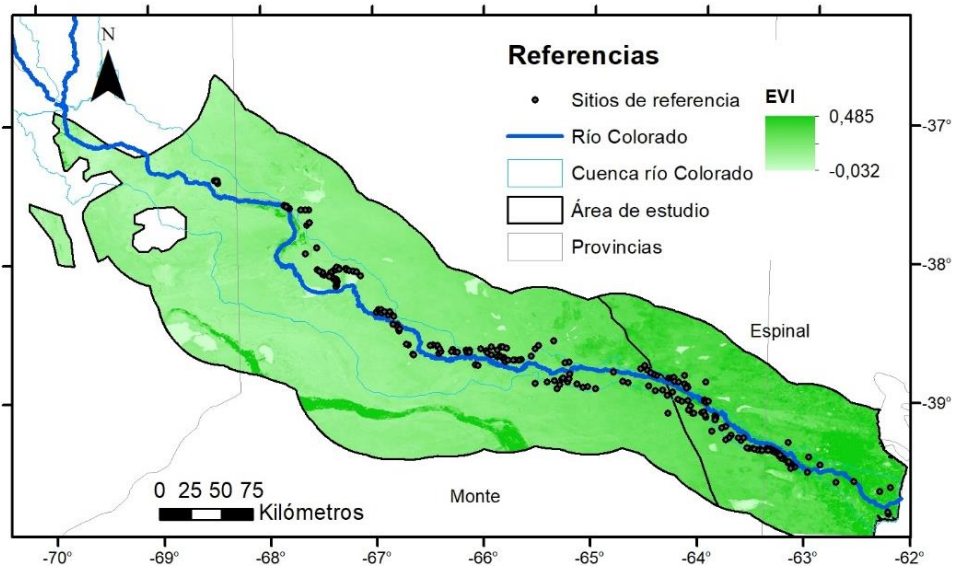 N
Referencias
Sitios de referencia
Río Colorado
Cuenca río Colorado
Área de estudio
Provincias
EVI
0,485
-0,032
-37°
-38°
-39°
Espinal
Monte
0 25 50 75
Kilómetros
-70° -69° -68° -67° -66° -65° -64° -63° -62°